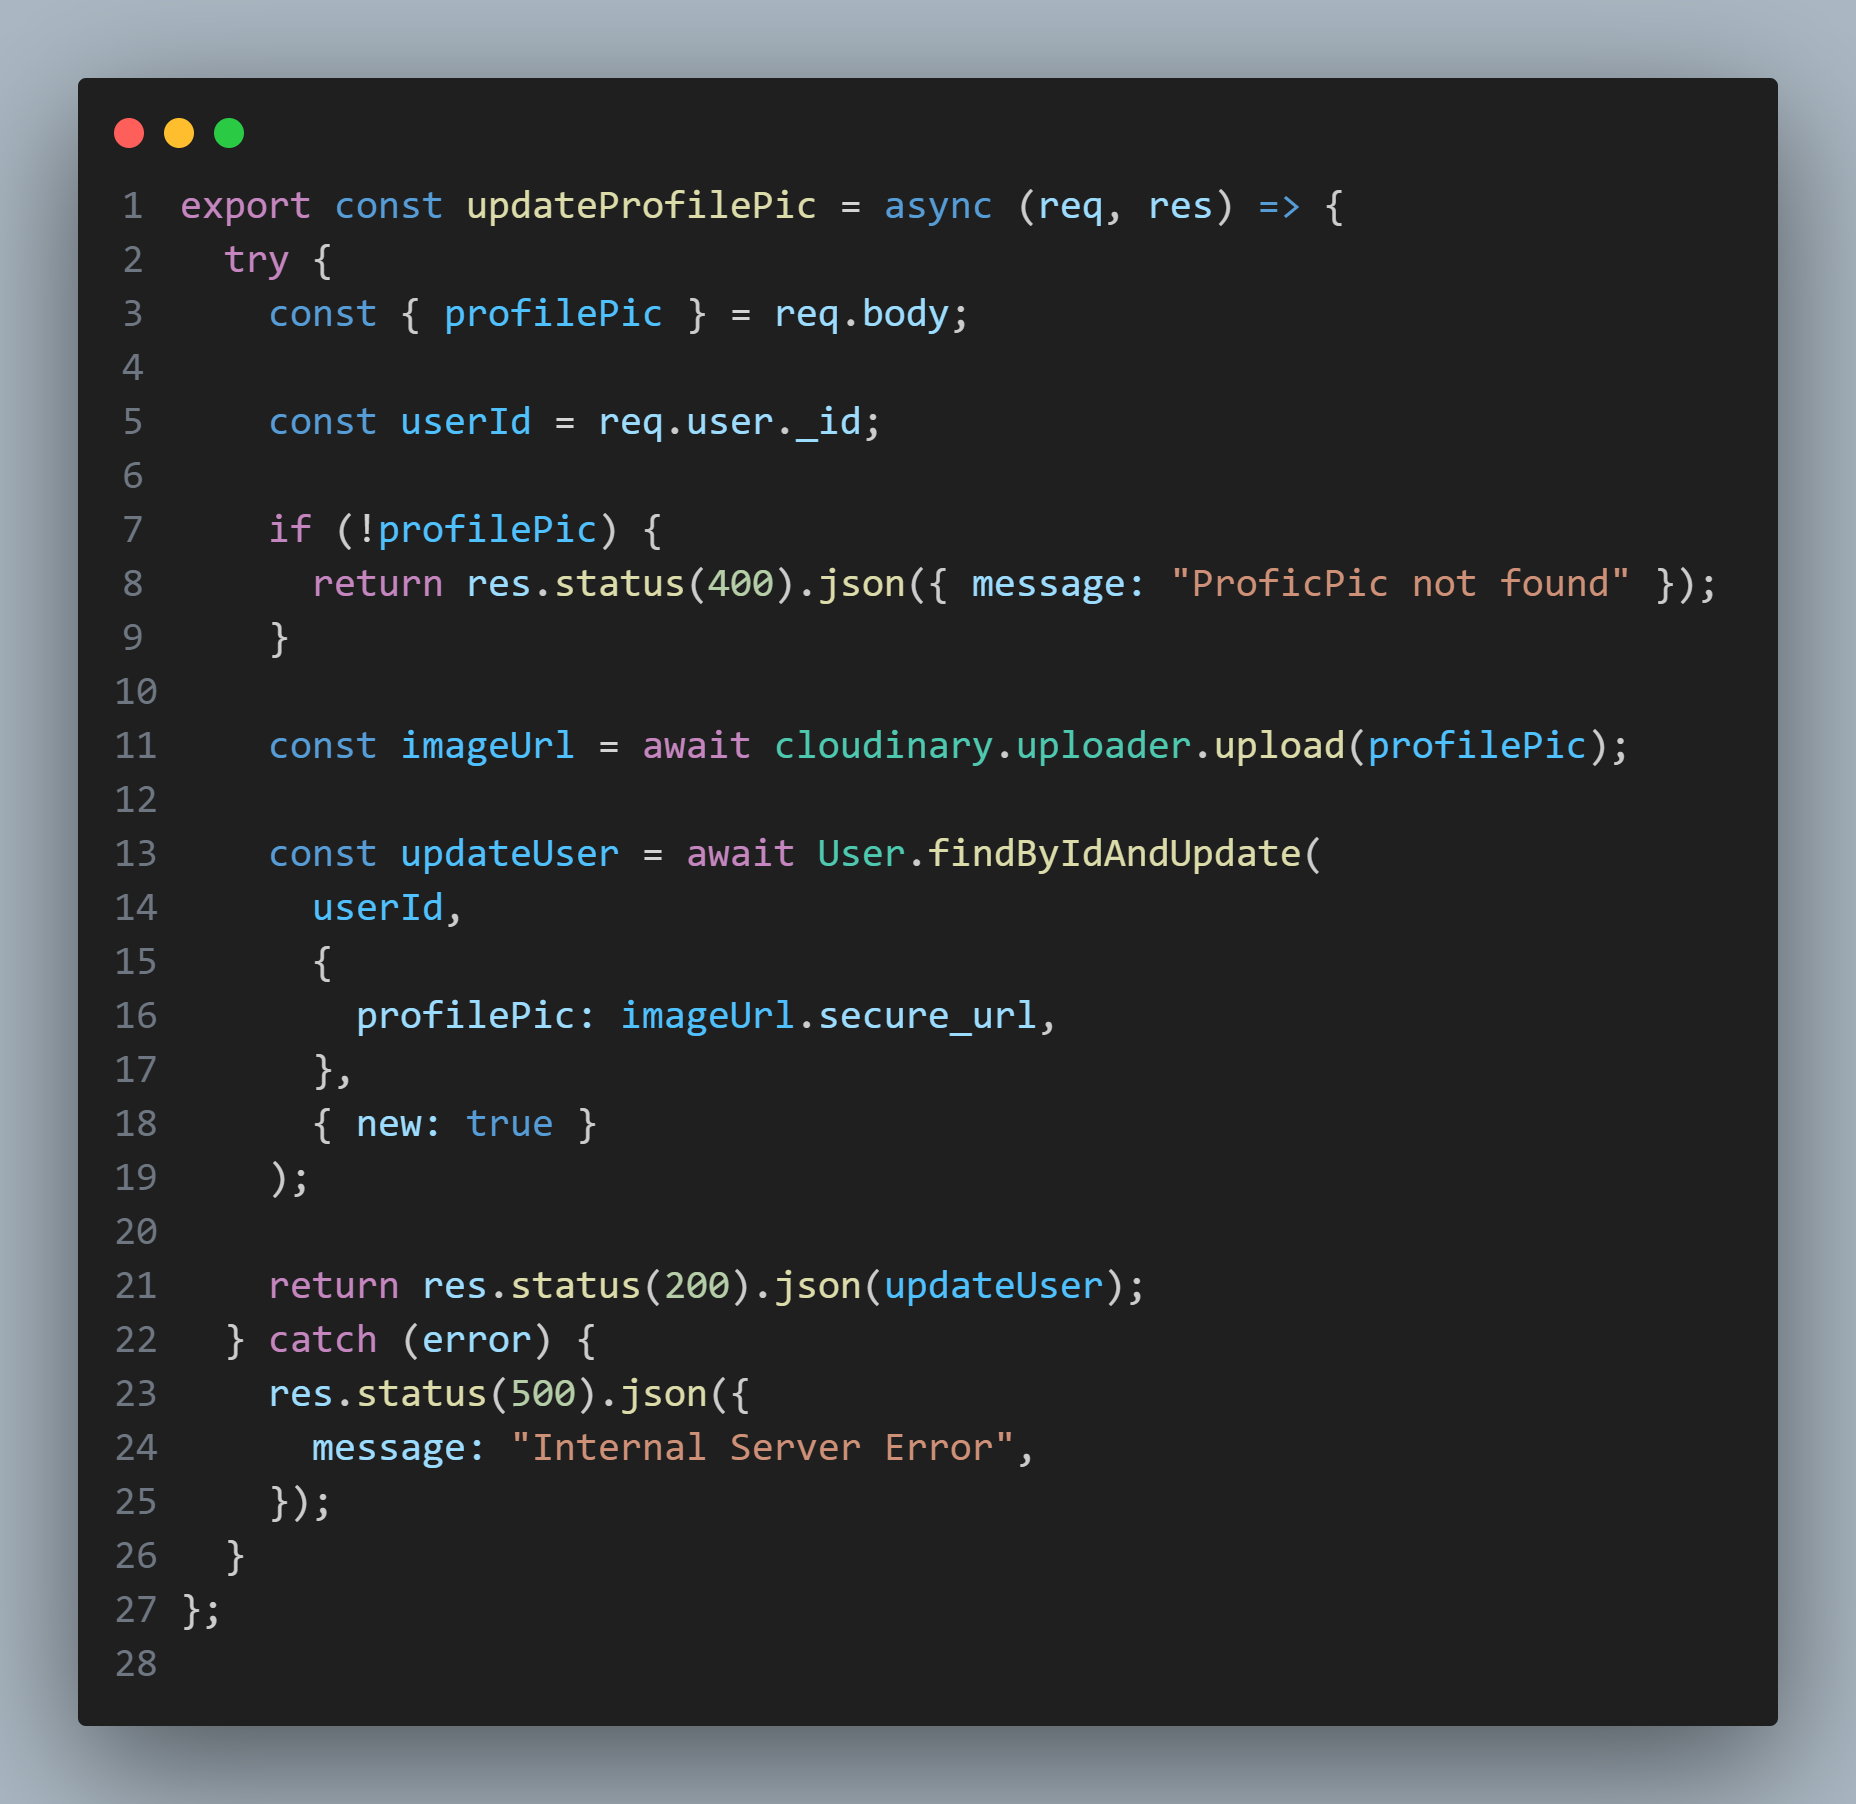 1 export const updateProfilePic = async (req, res) => {
2   try {
3     const { profilePic } = req.body;
4
5     const userId = req.user._id;
6
7     if (!profilePic) {
8       return res.status(400).json({ message: "ProficPic not found" });
9     }
10
11     const imageUrl = await cloudinary.uploader.upload(profilePic);
12
13     const updateUser = await User.findByIdAndUpdate(
14       userId,
15       {
16         profilePic: imageUrl.secure_url,
17       },
18       { new: true }
19     );
20
21     return res.status(200).json(updateUser);
22   } catch (error) {
23     res.status(500).json({
24       message: "Internal Server Error",
25     });
26   }
27 };
28